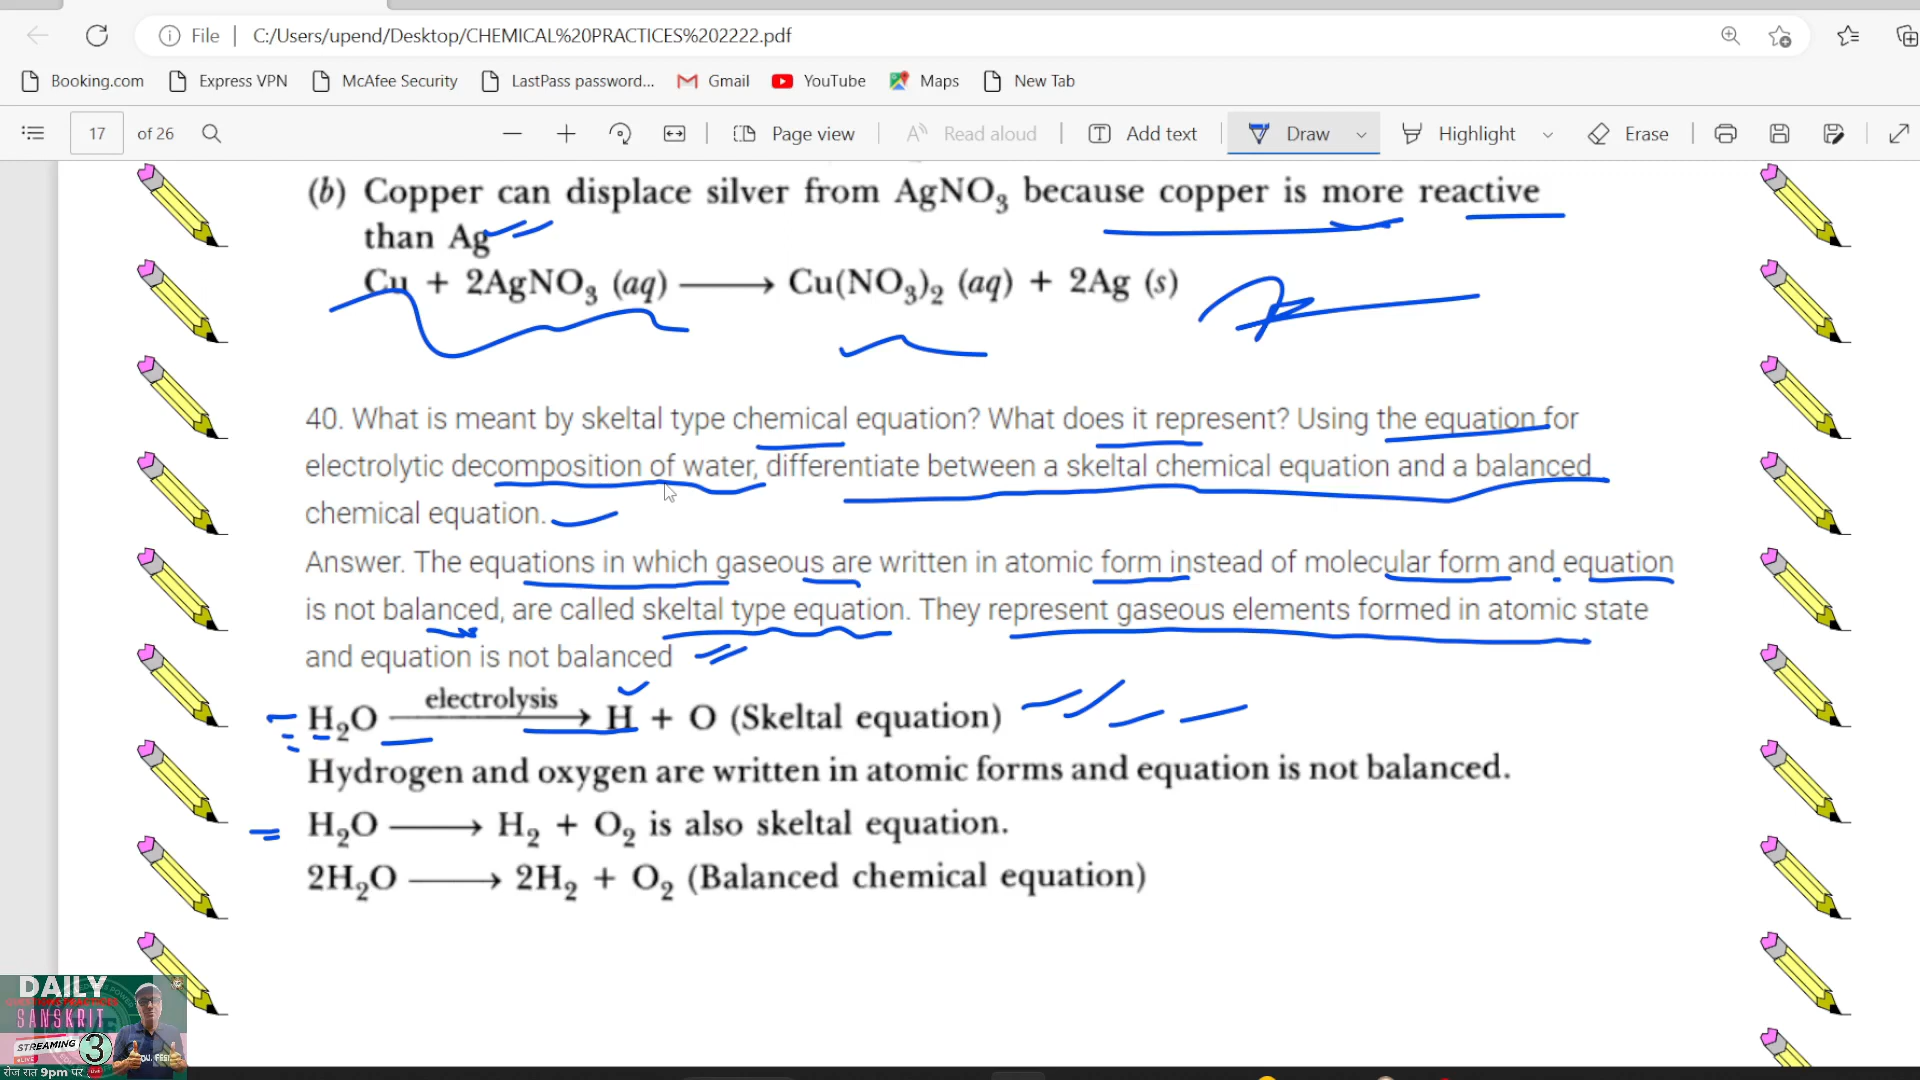 File C:/Users/upend/Desktop/CHEMICAL%20PRACTICES%202222.pdf
Booking.com Express VPN McAfee Security LastPass password... Gmail YouTube Maps New Tab
17 of 26 Page view Read aloud Add text Draw Highlight Erase
(b) Copper can displace silver from AgNO₃ because copper is more reactive
than Ag
Cu + 2AgNO₃ (aq) ⟶ Cu(NO₃)₂ (aq) + 2Ag (s)
40. What is meant by skeltal type chemical equation? What does it represent? Using the equation for
electrolytic decomposition of water, differentiate between a skeltal chemical equation and a balanced
chemical equation.
Answer. The equations in which gaseous are written in atomic form instead of molecular form and equation
is not balanced, are called skeltal type equation. They represent gaseous elements formed in atomic state
and equation is not balanced
electrolysis
H₂O ⟶ H + O (Skeltal equation)
Hydrogen and oxygen are written in atomic forms and equation is not balanced.
H₂O ⟶ H₂ + O₂ is also skeltal equation.
2H₂O ⟶ 2H₂ + O₂ (Balanced chemical equation)
DAILY
SANSKRIT
STREAMING 3
LIVE
रोज रात 9pm पर Live